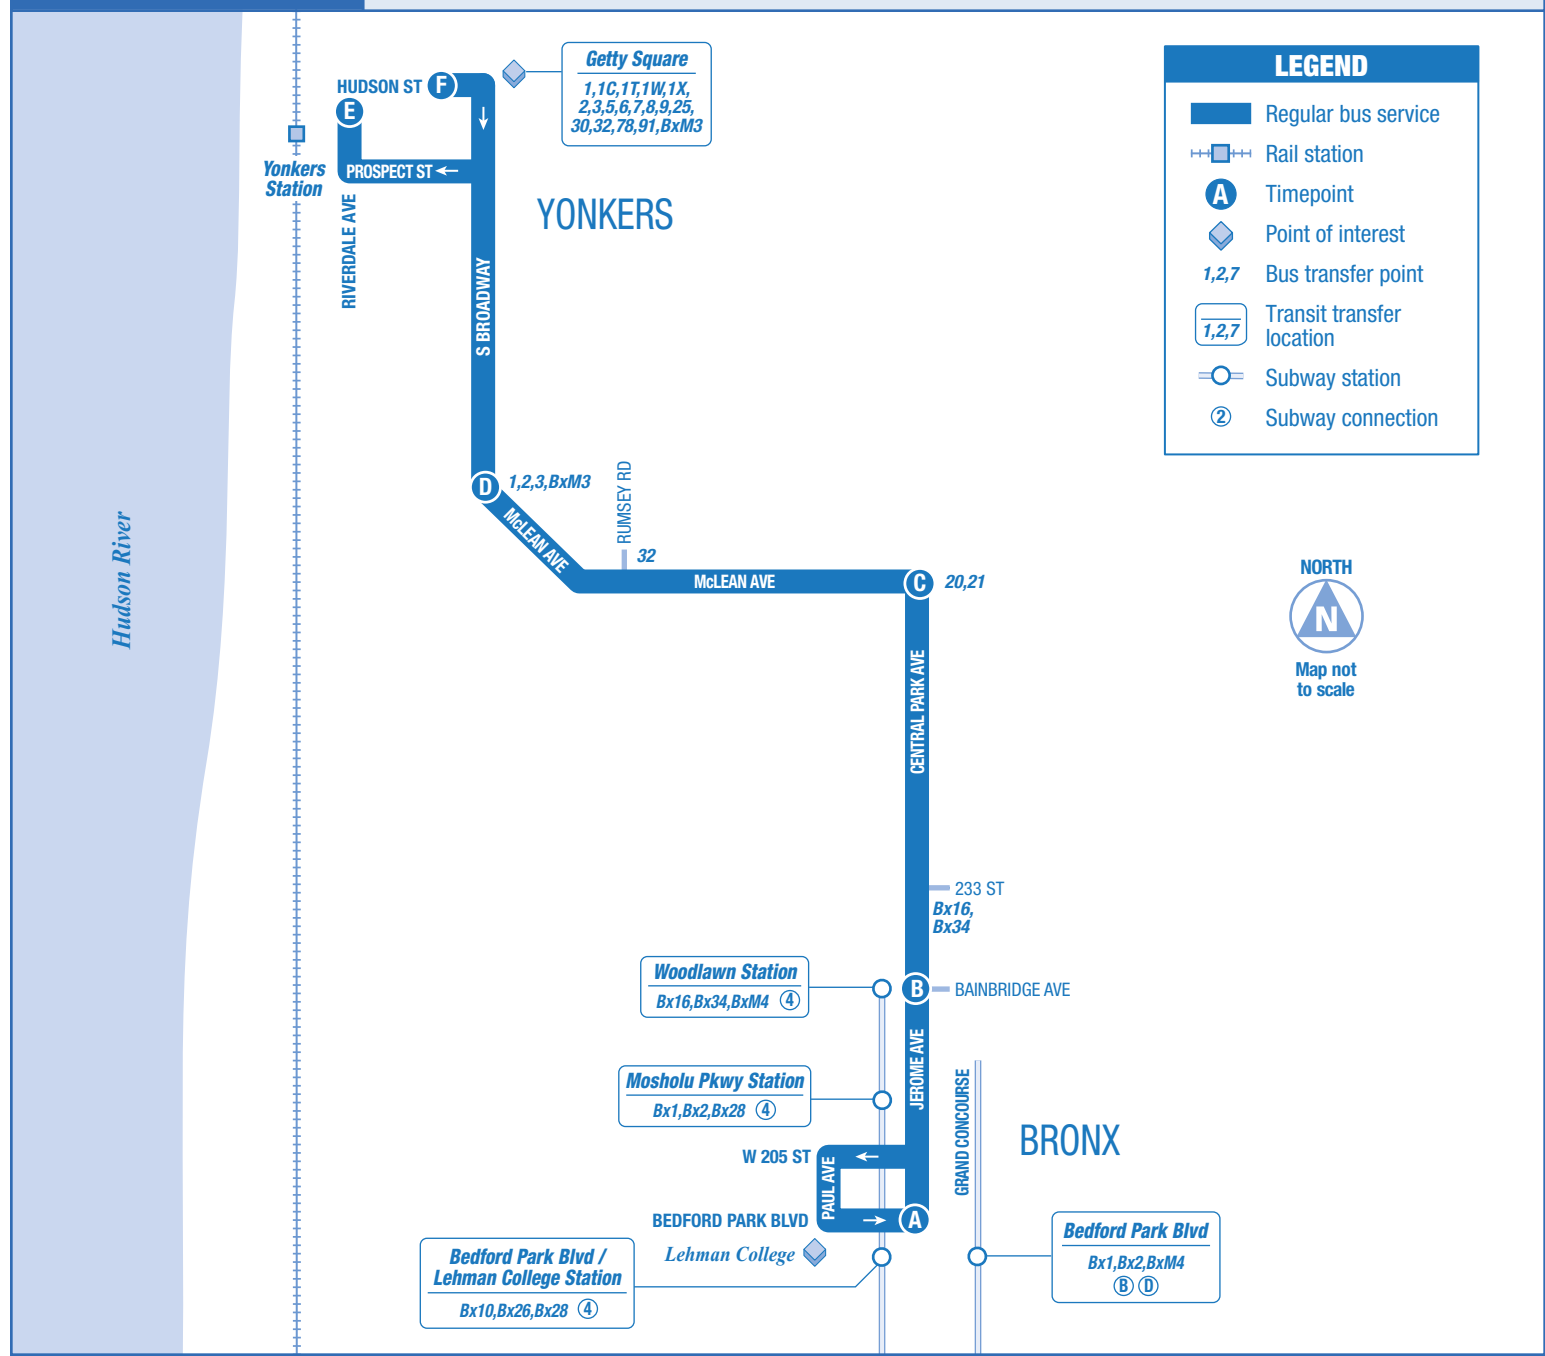 Getty Square
1,1C,1T,1W,1X,
2,3,5,6,7,8,9,25,
30,32,78,91,BxM3
HUDSON ST
F
E
PROSPECT ST
Yonkers
Station
RIVERDALE AVE
YONKERS
S BROADWAY
D
1,2,3,BxM3
McLEAN AVE
RUMSEY RD
32
McLEAN AVE
C
20,21
CENTRAL PARK AVE
Hudson River
233 ST
Bx16,
Bx34
Woodlawn Station
Bx16,Bx34,BxM4 4
B
BAINBRIDGE AVE
JEROME AVE
Mosholu Pkwy Station
Bx1,Bx2,Bx28 4
GRAND CONCOURSE
BRONX
W 205 ST
PAUL AVE
BEDFORD PARK BLVD
A
Lehman College
Bedford Park Blvd /
Lehman College Station
Bx10,Bx26,Bx28 4
Bedford Park Blvd
Bx1,Bx2,BxM4
B D
LEGEND
Regular bus service
Rail station
A Timepoint
Point of interest
1,2,7 Bus transfer point
1,2,7 Transit transfer
location
Subway station
2 Subway connection
NORTH
N
Map not
to scale